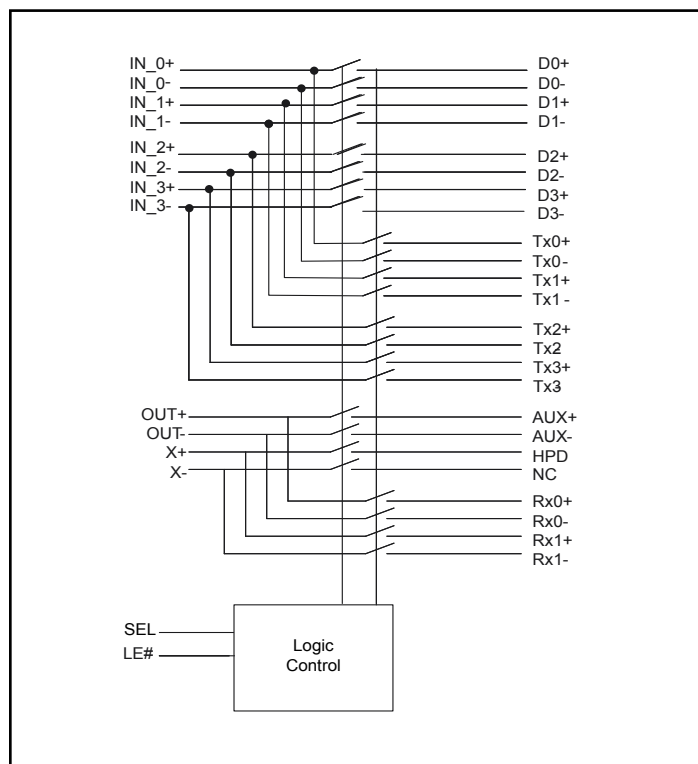 IN_0+ D0+
IN_0- D0-
IN_1+ D1+
IN_1- D1-
IN_2+ D2+
IN_2- D2-
IN_3+ D3+
IN_3- D3-
Tx0+
Tx0-
Tx1+
Tx1-
Tx2+
Tx2
Tx3+
Tx3
OUT+ AUX+
OUT- AUX-
X+ HPD
X- NC
Rx0+
Rx0-
Rx1+
Rx1-
SEL
LE#
Logic
Control